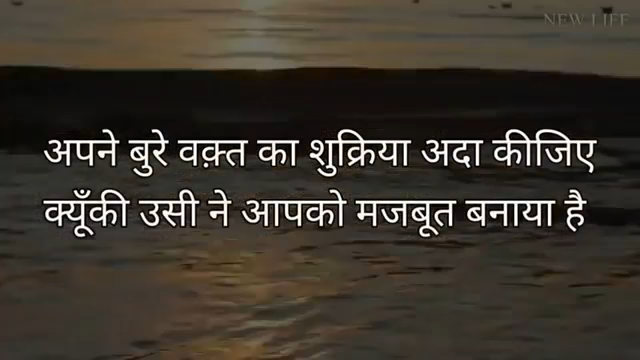 NEW LIFE
अपने बुरे वक़्त का शुक्रिया अदा कीजिए
क्यूँकी उसी ने आपको मजबूत बनाया है